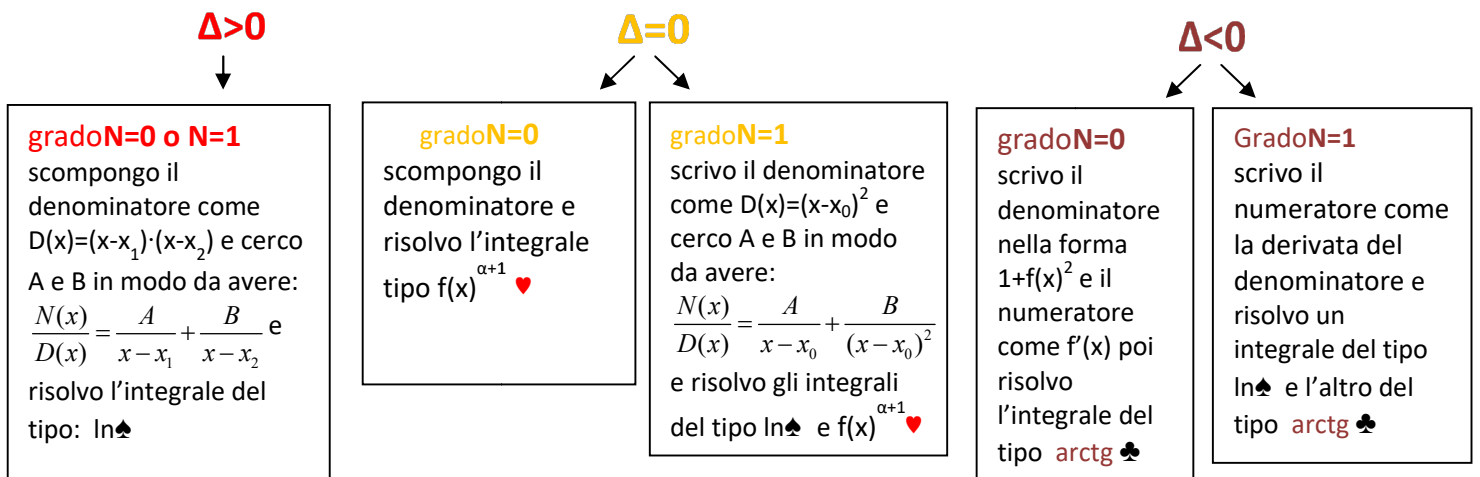 Δ>0
gradoN=0 o N=1
scompongo il
denominatore come
D(x)=(x-x₁)·(x-x₂) e cerco
A e B in modo da avere:
N(x)/D(x) = A/(x−x₁) + B/(x−x₂) e
risolvo l'integrale del
tipo: ln♠
Δ=0
gradoN=0
scompongo il
denominatore e
risolvo l'integrale
tipo f(x)^(α+1) ♥
gradoN=1
scrivo il denominatore
come D(x)=(x-x₀)² e
cerco A e B in modo
da avere:
N(x)/D(x) = A/(x−x₀) + B/(x−x₀)²
e risolvo gli integrali
del tipo ln♠ e f(x)^(α+1)♥
Δ<0
gradoN=0
scrivo il
denominatore
nella forma
1+f(x)² e il
numeratore
come f'(x) poi
risolvo
l'integrale del
tipo arctg ♣
GradoN=1
scrivo il
numeratore come
la derivata del
denominatore e
risolvo un
integrale del tipo
ln♠ e l'altro del
tipo arctg ♣